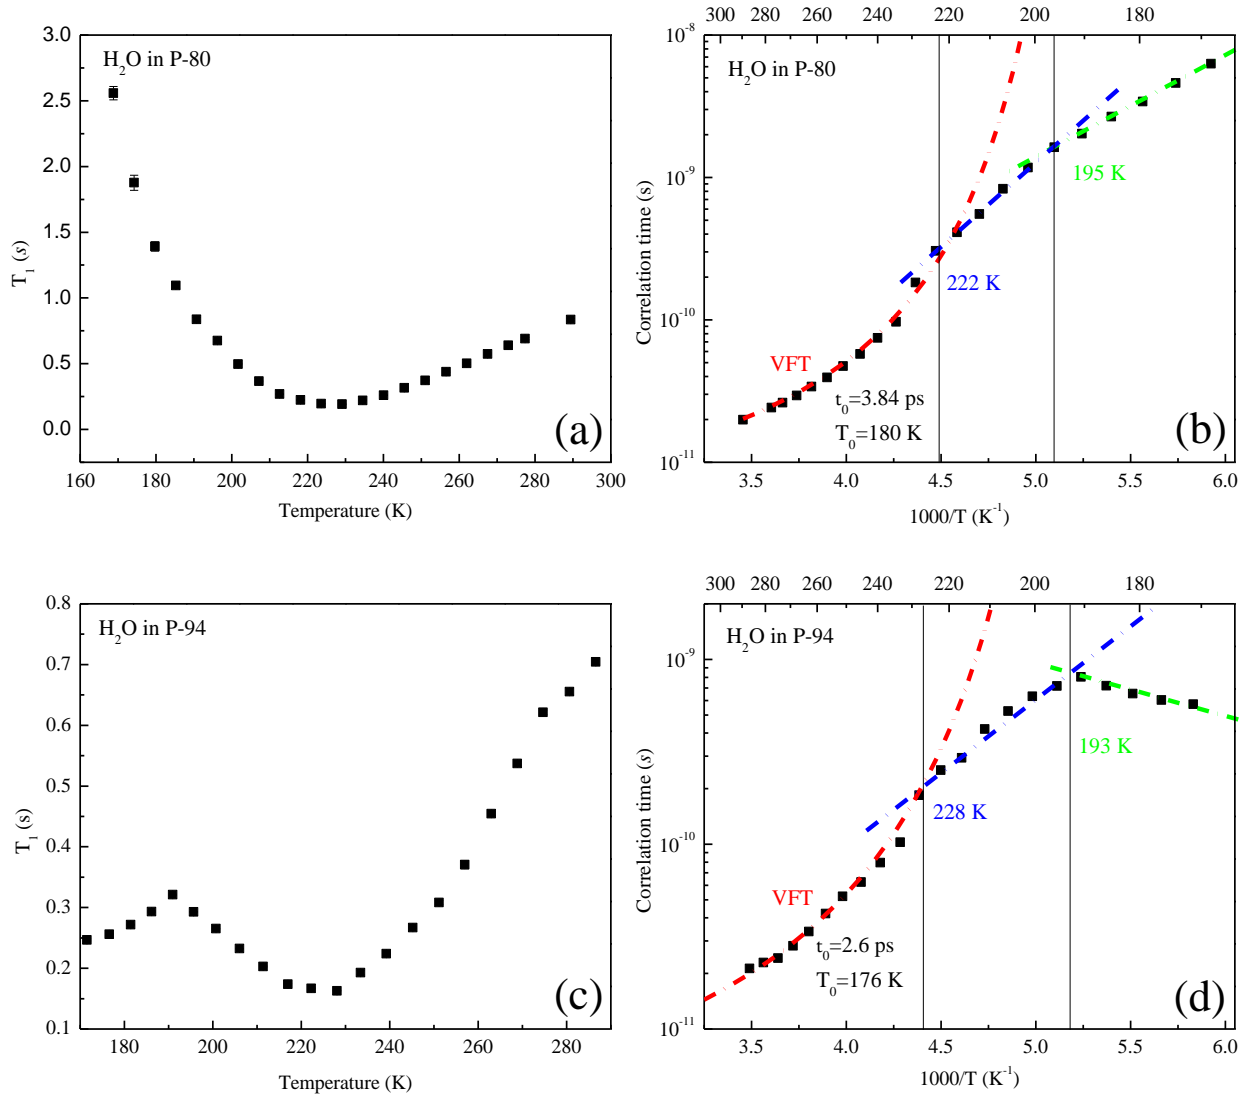 H₂O in P-80
T₁ (s)
3.0
2.5
2.0
1.5
1.0
0.5
0.0
160 180 200 220 240 260 280 300
Temperature (K)
(a)
300 280 260 240 220 200 180
H₂O in P-80
Correlation time (s)
10⁻⁸
10⁻⁹
10⁻¹⁰
10⁻¹¹
195 K
222 K
VFT
t₀=3.84 ps
T₀=180 K
(b)
3.5 4.0 4.5 5.0 5.5 6.0
1000/T (K⁻¹)
H₂O in P-94
T₁ (s)
0.8
0.7
0.6
0.5
0.4
0.3
0.2
0.1
180 200 220 240 260 280
Temperature (K)
(c)
300 280 260 240 220 200 180
H₂O in P-94
Correlation time (s)
10⁻⁹
10⁻¹⁰
10⁻¹¹
193 K
228 K
VFT
t₀=2.6 ps
T₀=176 K
(d)
3.5 4.0 4.5 5.0 5.5 6.0
1000/T (K⁻¹)